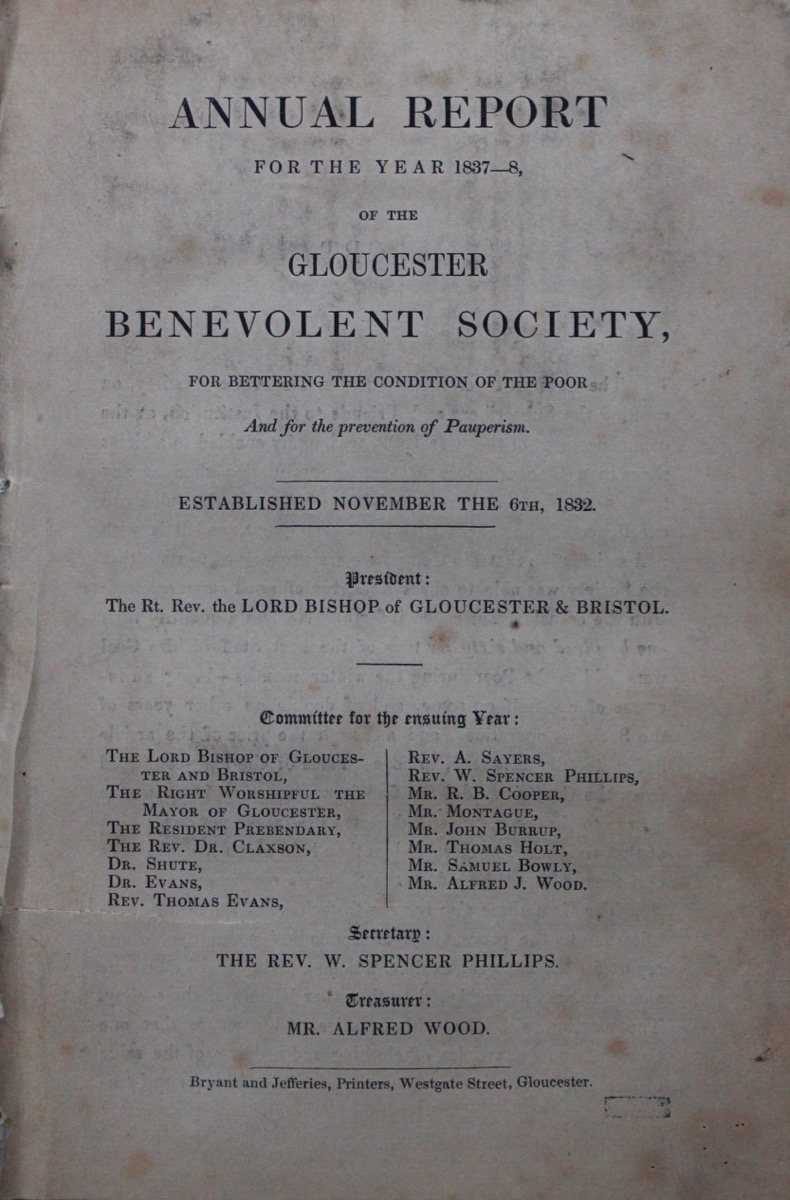 ANNUAL REPORT
FOR THE YEAR 1837—8,
OF THE
GLOUCESTER
BENEVOLENT SOCIETY,
FOR BETTERING THE CONDITION OF THE POOR
And for the prevention of Pauperism.
ESTABLISHED NOVEMBER THE 6TH, 1832.
President:
The Rt. Rev. the LORD BISHOP of GLOUCESTER & BRISTOL.
Committee for the ensuing Year:
THE LORD BISHOP OF GLOUCES-
TER AND BRISTOL,
THE RIGHT WORSHIPFUL THE
MAYOR OF GLOUCESTER,
THE RESIDENT PREBENDARY,
THE REV. DR. CLAXSON,
DR. SHUTE,
DR. EVANS,
REV. THOMAS EVANS,
REV. A. SAYERS,
REV. W. SPENCER PHILLIPS,
MR. R. B. COOPER,
MR. MONTAGUE,
MR. JOHN BURRUP,
MR. THOMAS HOLT,
MR. SAMUEL BOWLY,
MR. ALFRED J. WOOD.
Secretary:
THE REV. W. SPENCER PHILLIPS.
Treasurer:
MR. ALFRED WOOD.
Bryant and Jefferies, Printers, Westgate Street, Gloucester.